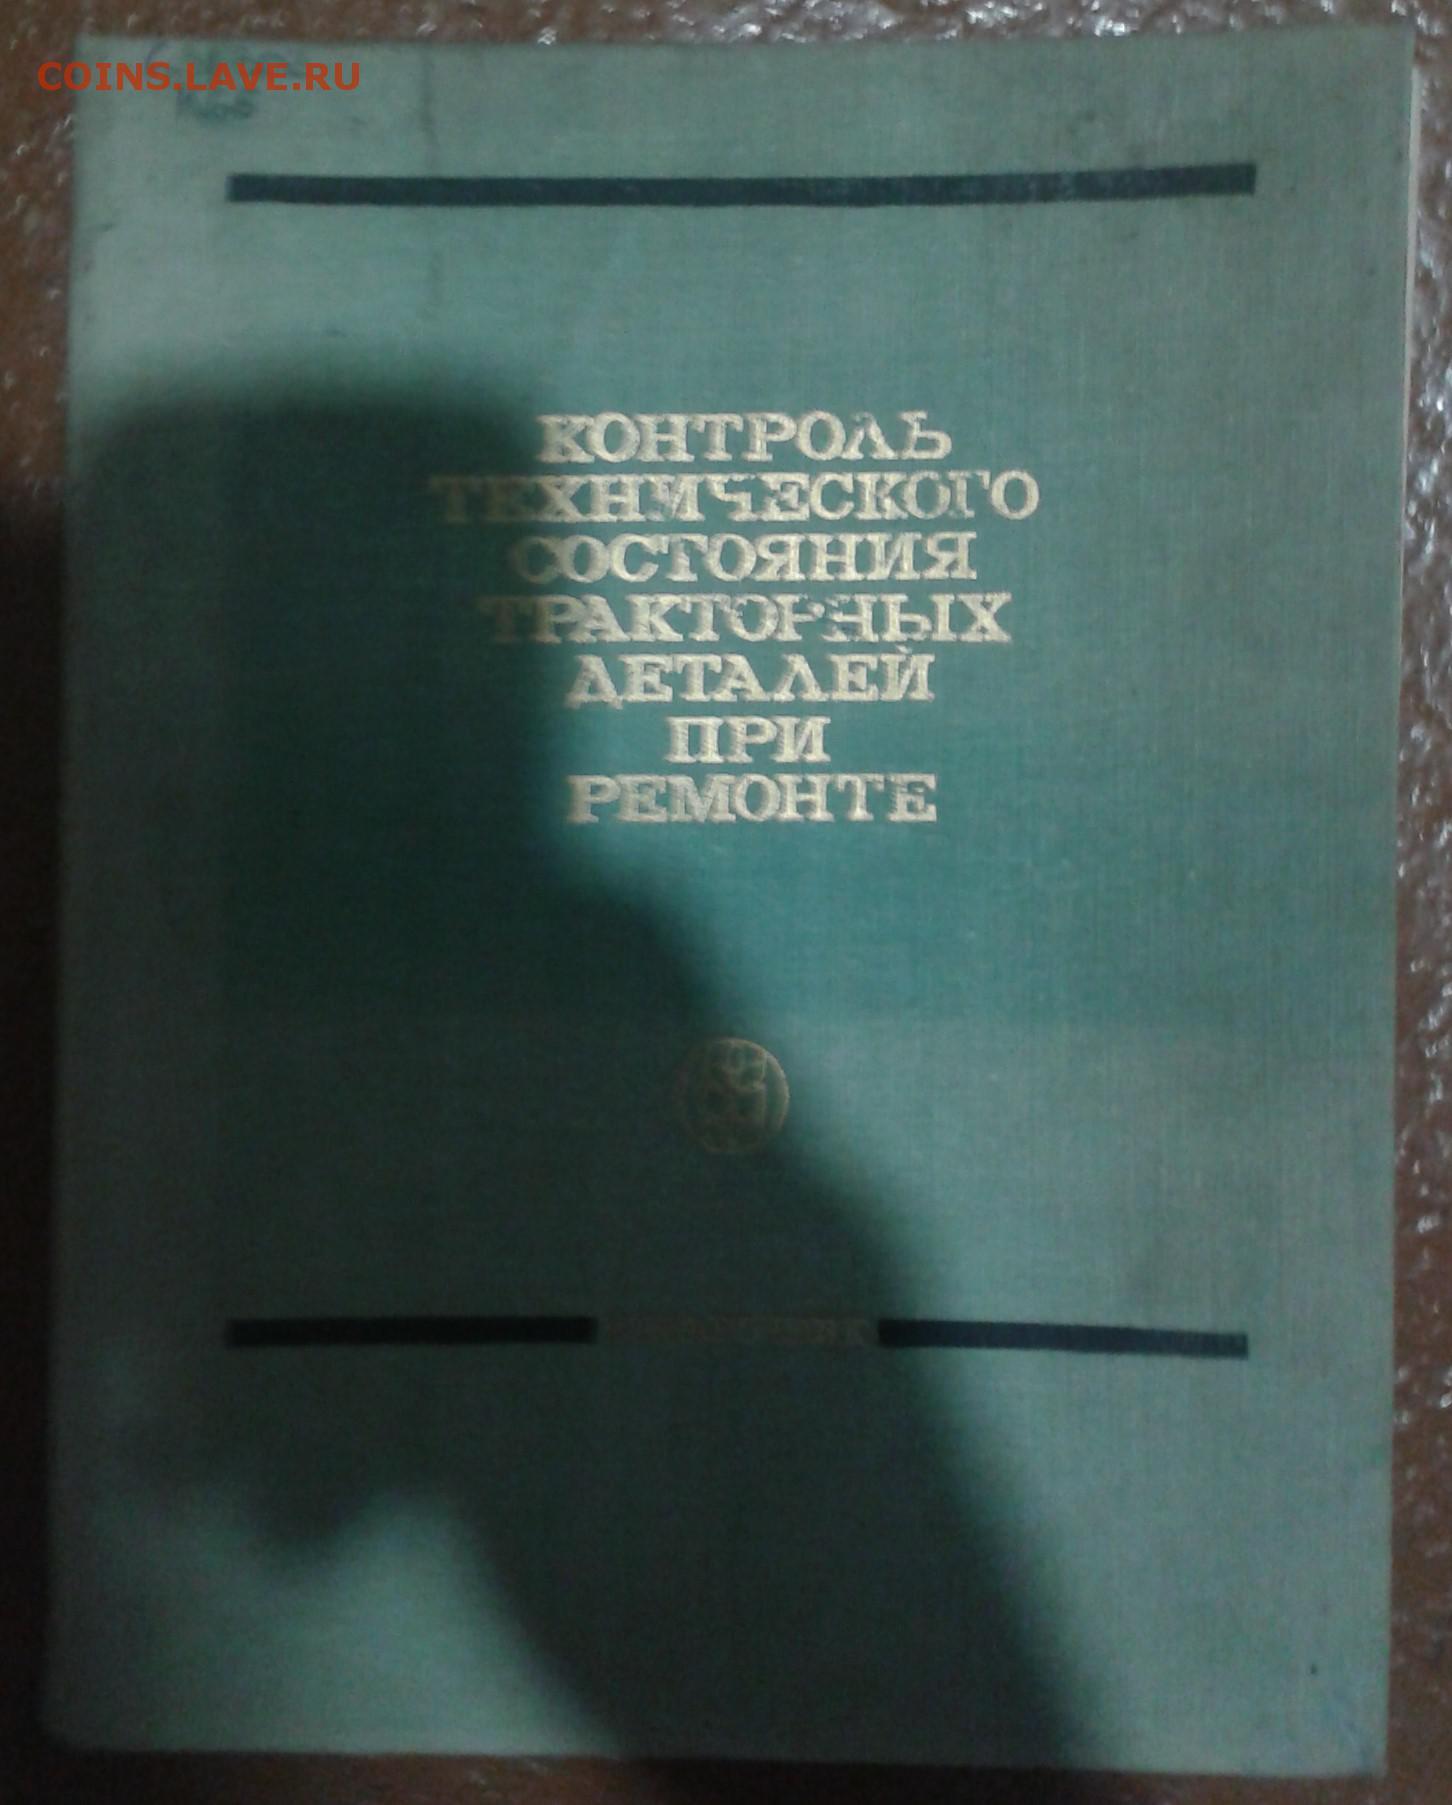 COINS.LAVE.RU
КОНТРОЛЬ
ТЕХНИЧЕСКОГО
СОСТОЯНИЯ
ТРАКТОРНЫХ
ДЕТАЛЕЙ
ПРИ
РЕМОНТЕ